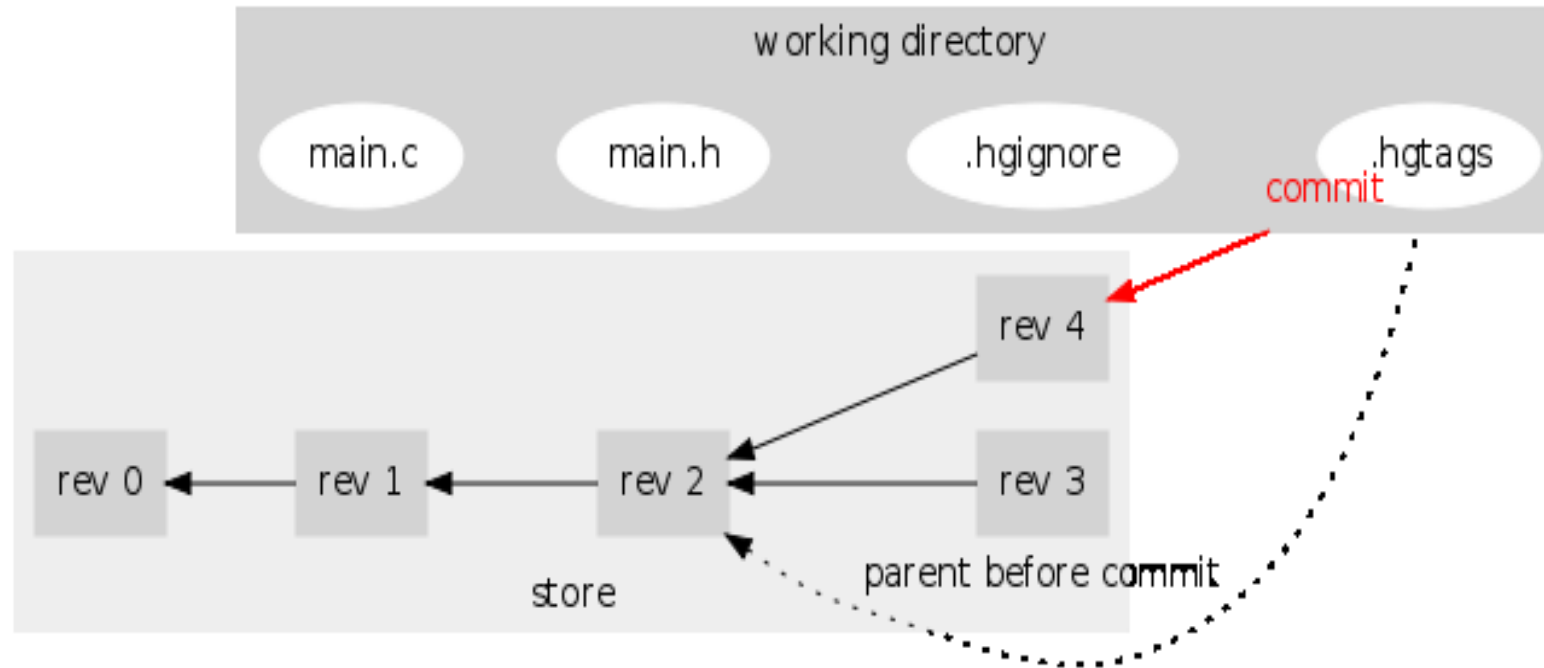 working directory
main.c
main.h
.hgignore
.hgtags
commit
rev 4
rev 0
rev 1
rev 2
rev 3
parent before commit
store